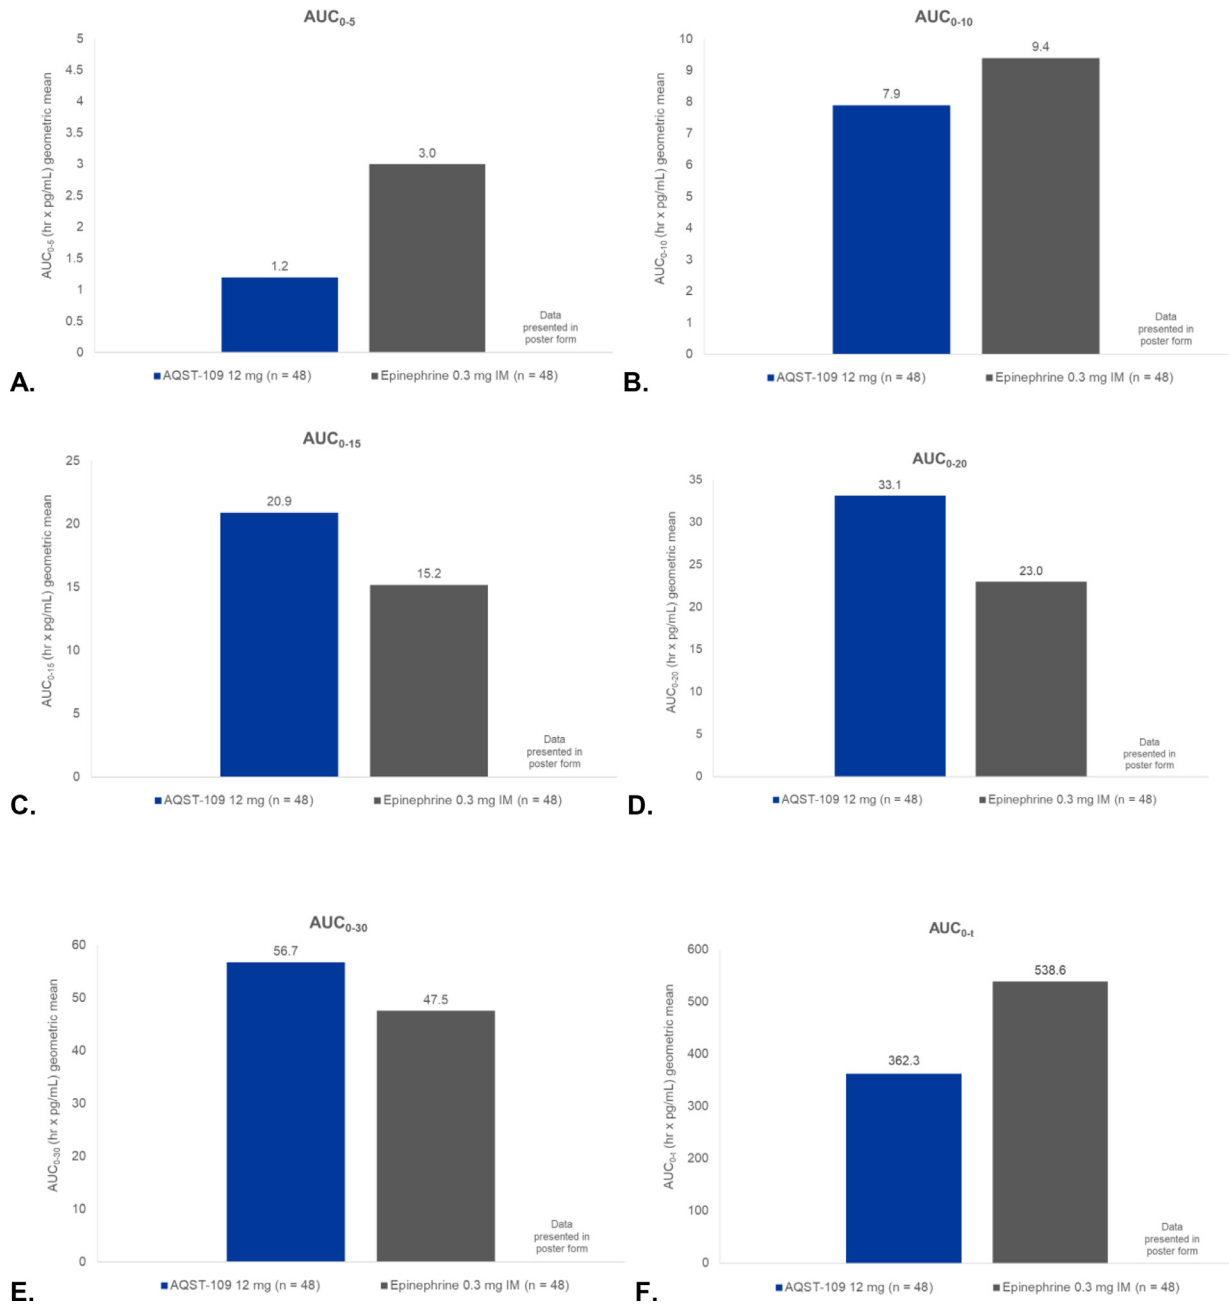 AUC0-5
AUC0-5 (hr x pg/mL) geometric mean
5
4.5
4
3.5
3
2.5
2
1.5
1
0.5
0
1.2
3.0
Data
presented in
poster form
AQST-109 12 mg (n = 48)
Epinephrine 0.3 mg IM (n = 48)
A.
AUC0-10
AUC0-10 (hr x pg/mL) geometric mean
10
9
8
7
6
5
4
3
2
1
0
7.9
9.4
Data
presented in
poster form
AQST-109 12 mg (n = 48)
Epinephrine 0.3 mg IM (n = 48)
B.
AUC0-15
AUC0-15 (hr x pg/mL) geometric mean
25
20
15
10
5
0
20.9
15.2
Data
presented in
poster form
AQST-109 12 mg (n = 48)
Epinephrine 0.3 mg IM (n = 48)
C.
AUC0-20
AUC0-20 (hr x pg/mL) geometric mean
35
30
25
20
15
10
5
0
33.1
23.0
Data
presented in
poster form
AQST-109 12 mg (n = 48)
Epinephrine 0.3 mg IM (n = 48)
D.
AUC0-30
AUC0-30 (hr x pg/mL) geometric mean
60
50
40
30
20
10
0
56.7
47.5
Data
presented in
poster form
AQST-109 12 mg (n = 48)
Epinephrine 0.3 mg IM (n = 48)
E.
AUC0-t
AUC0-t (hr x pg/mL) geometric mean
600
500
400
300
200
100
0
362.3
538.6
Data
presented in
poster form
AQST-109 12 mg (n = 48)
Epinephrine 0.3 mg IM (n = 48)
F.